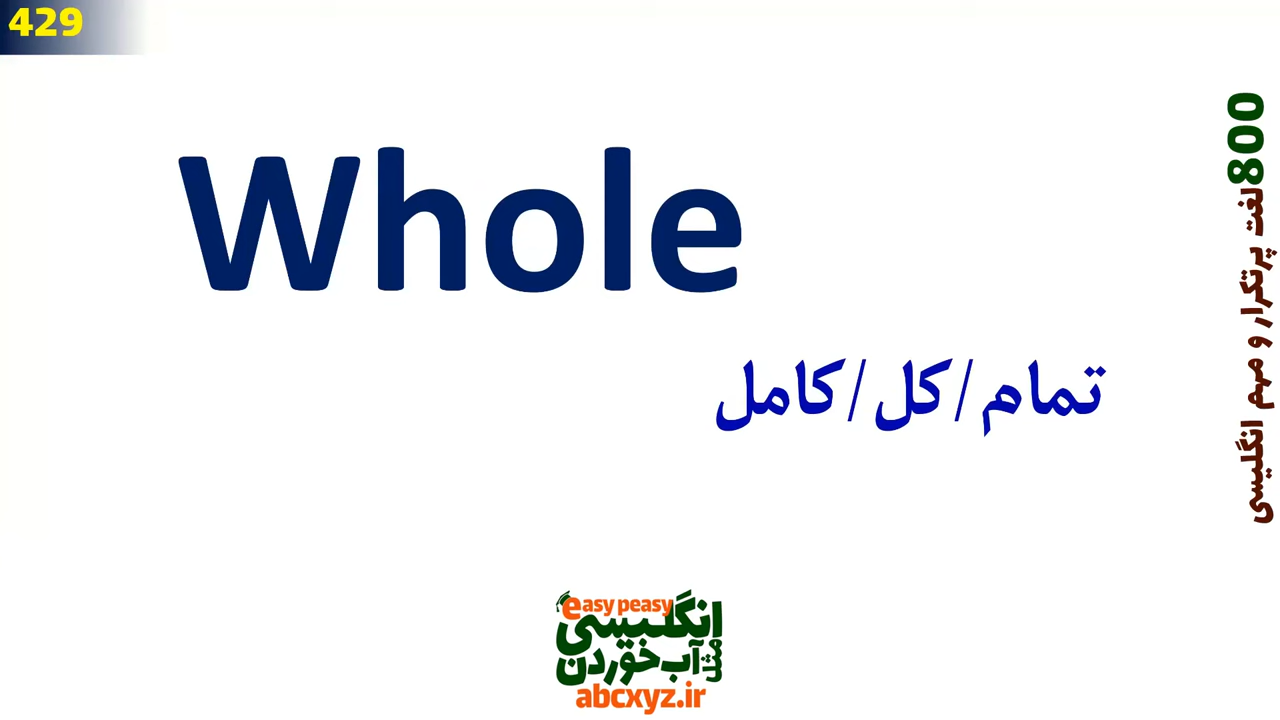 429
Whole
تمام/کل/کامل
800 لغت پرتکرار و مهم انگلیسی
easy peasy
انگلیسی
مثل آب خوردن
abcxyz.ir